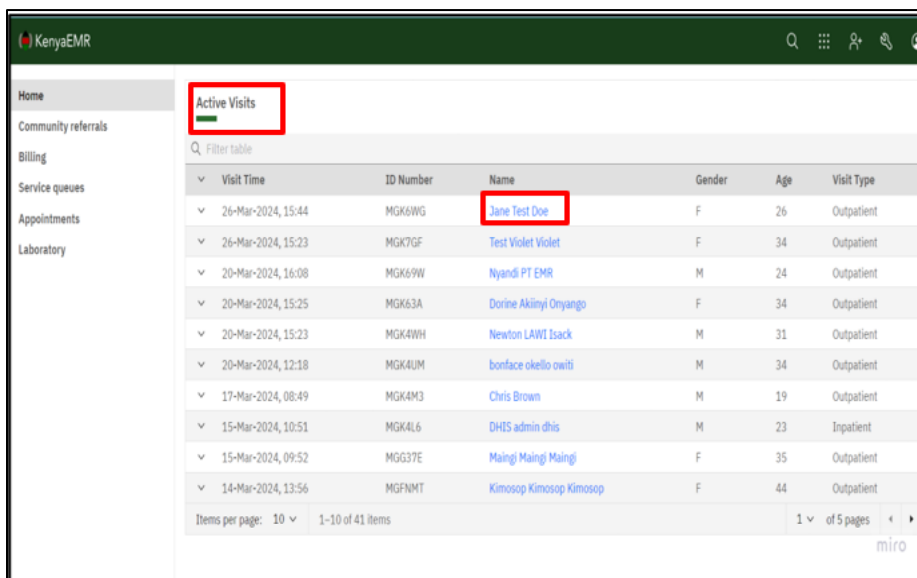 KenyaEMR
Home
Community referrals
Billing
Service queues
Appointments
Laboratory
Active Visits
Filter table
Visit Time ID Number Name Gender Age Visit Type
26-Mar-2024, 15:44 MGK6WG Jane Test Doe F 26 Outpatient
26-Mar-2024, 15:23 MGK7GF Test Violet Violet F 34 Outpatient
20-Mar-2024, 16:08 MGK69W Nyandi PT EMR M 24 Outpatient
20-Mar-2024, 15:25 MGK63A Dorine Akiinyi Onyango F 34 Outpatient
20-Mar-2024, 15:23 MGK4WH Newton LAWI Isack M 31 Outpatient
20-Mar-2024, 12:18 MGK4UM bonface okello owiti M 34 Outpatient
17-Mar-2024, 08:49 MGK4M3 Chris Brown M 19 Outpatient
15-Mar-2024, 10:51 MGK4L6 DHIS admin dhis M 23 Inpatient
15-Mar-2024, 09:52 MGG37E Maingi Maingi Maingi F 35 Outpatient
14-Mar-2024, 13:56 MGFNMT Kimosop Kimosop Kimosop F 44 Outpatient
Items per page: 10 1–10 of 41 items 1 of 5 pages
miro